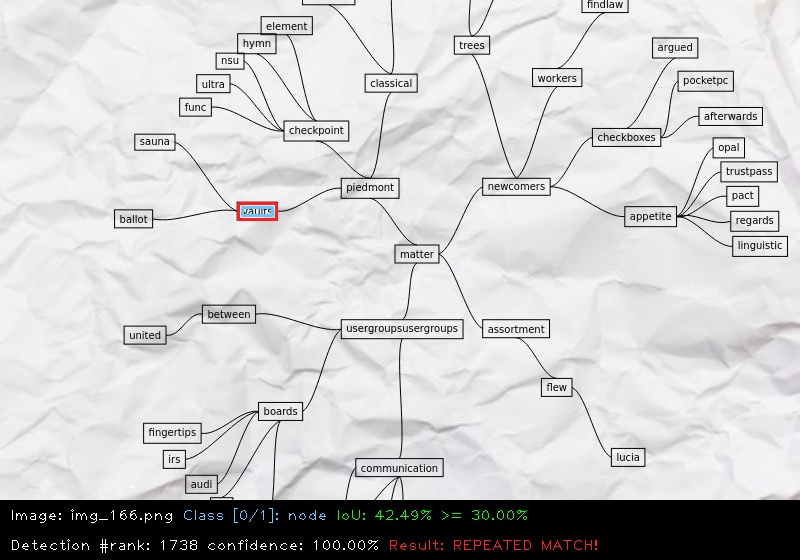 findlaw
element
trees
hymn
argued
nsu
workers
pocketpc
ultra
classical
func
afterwards
checkpoint
checkboxes
sauna
opal
trustpass
piedmont
newcomers
pact
vaults
ballot
appetite
regards
linguistic
matter
between
united
usergroupsusergroups
assortment
flew
boards
fingertips
irs
lucia
communication
audi
Image: img_166.png Class [0/1]: node IoU: 42.49% >= 30.00%
Detection #rank: 1738 confidence: 100.00% Result: REPEATED MATCH!